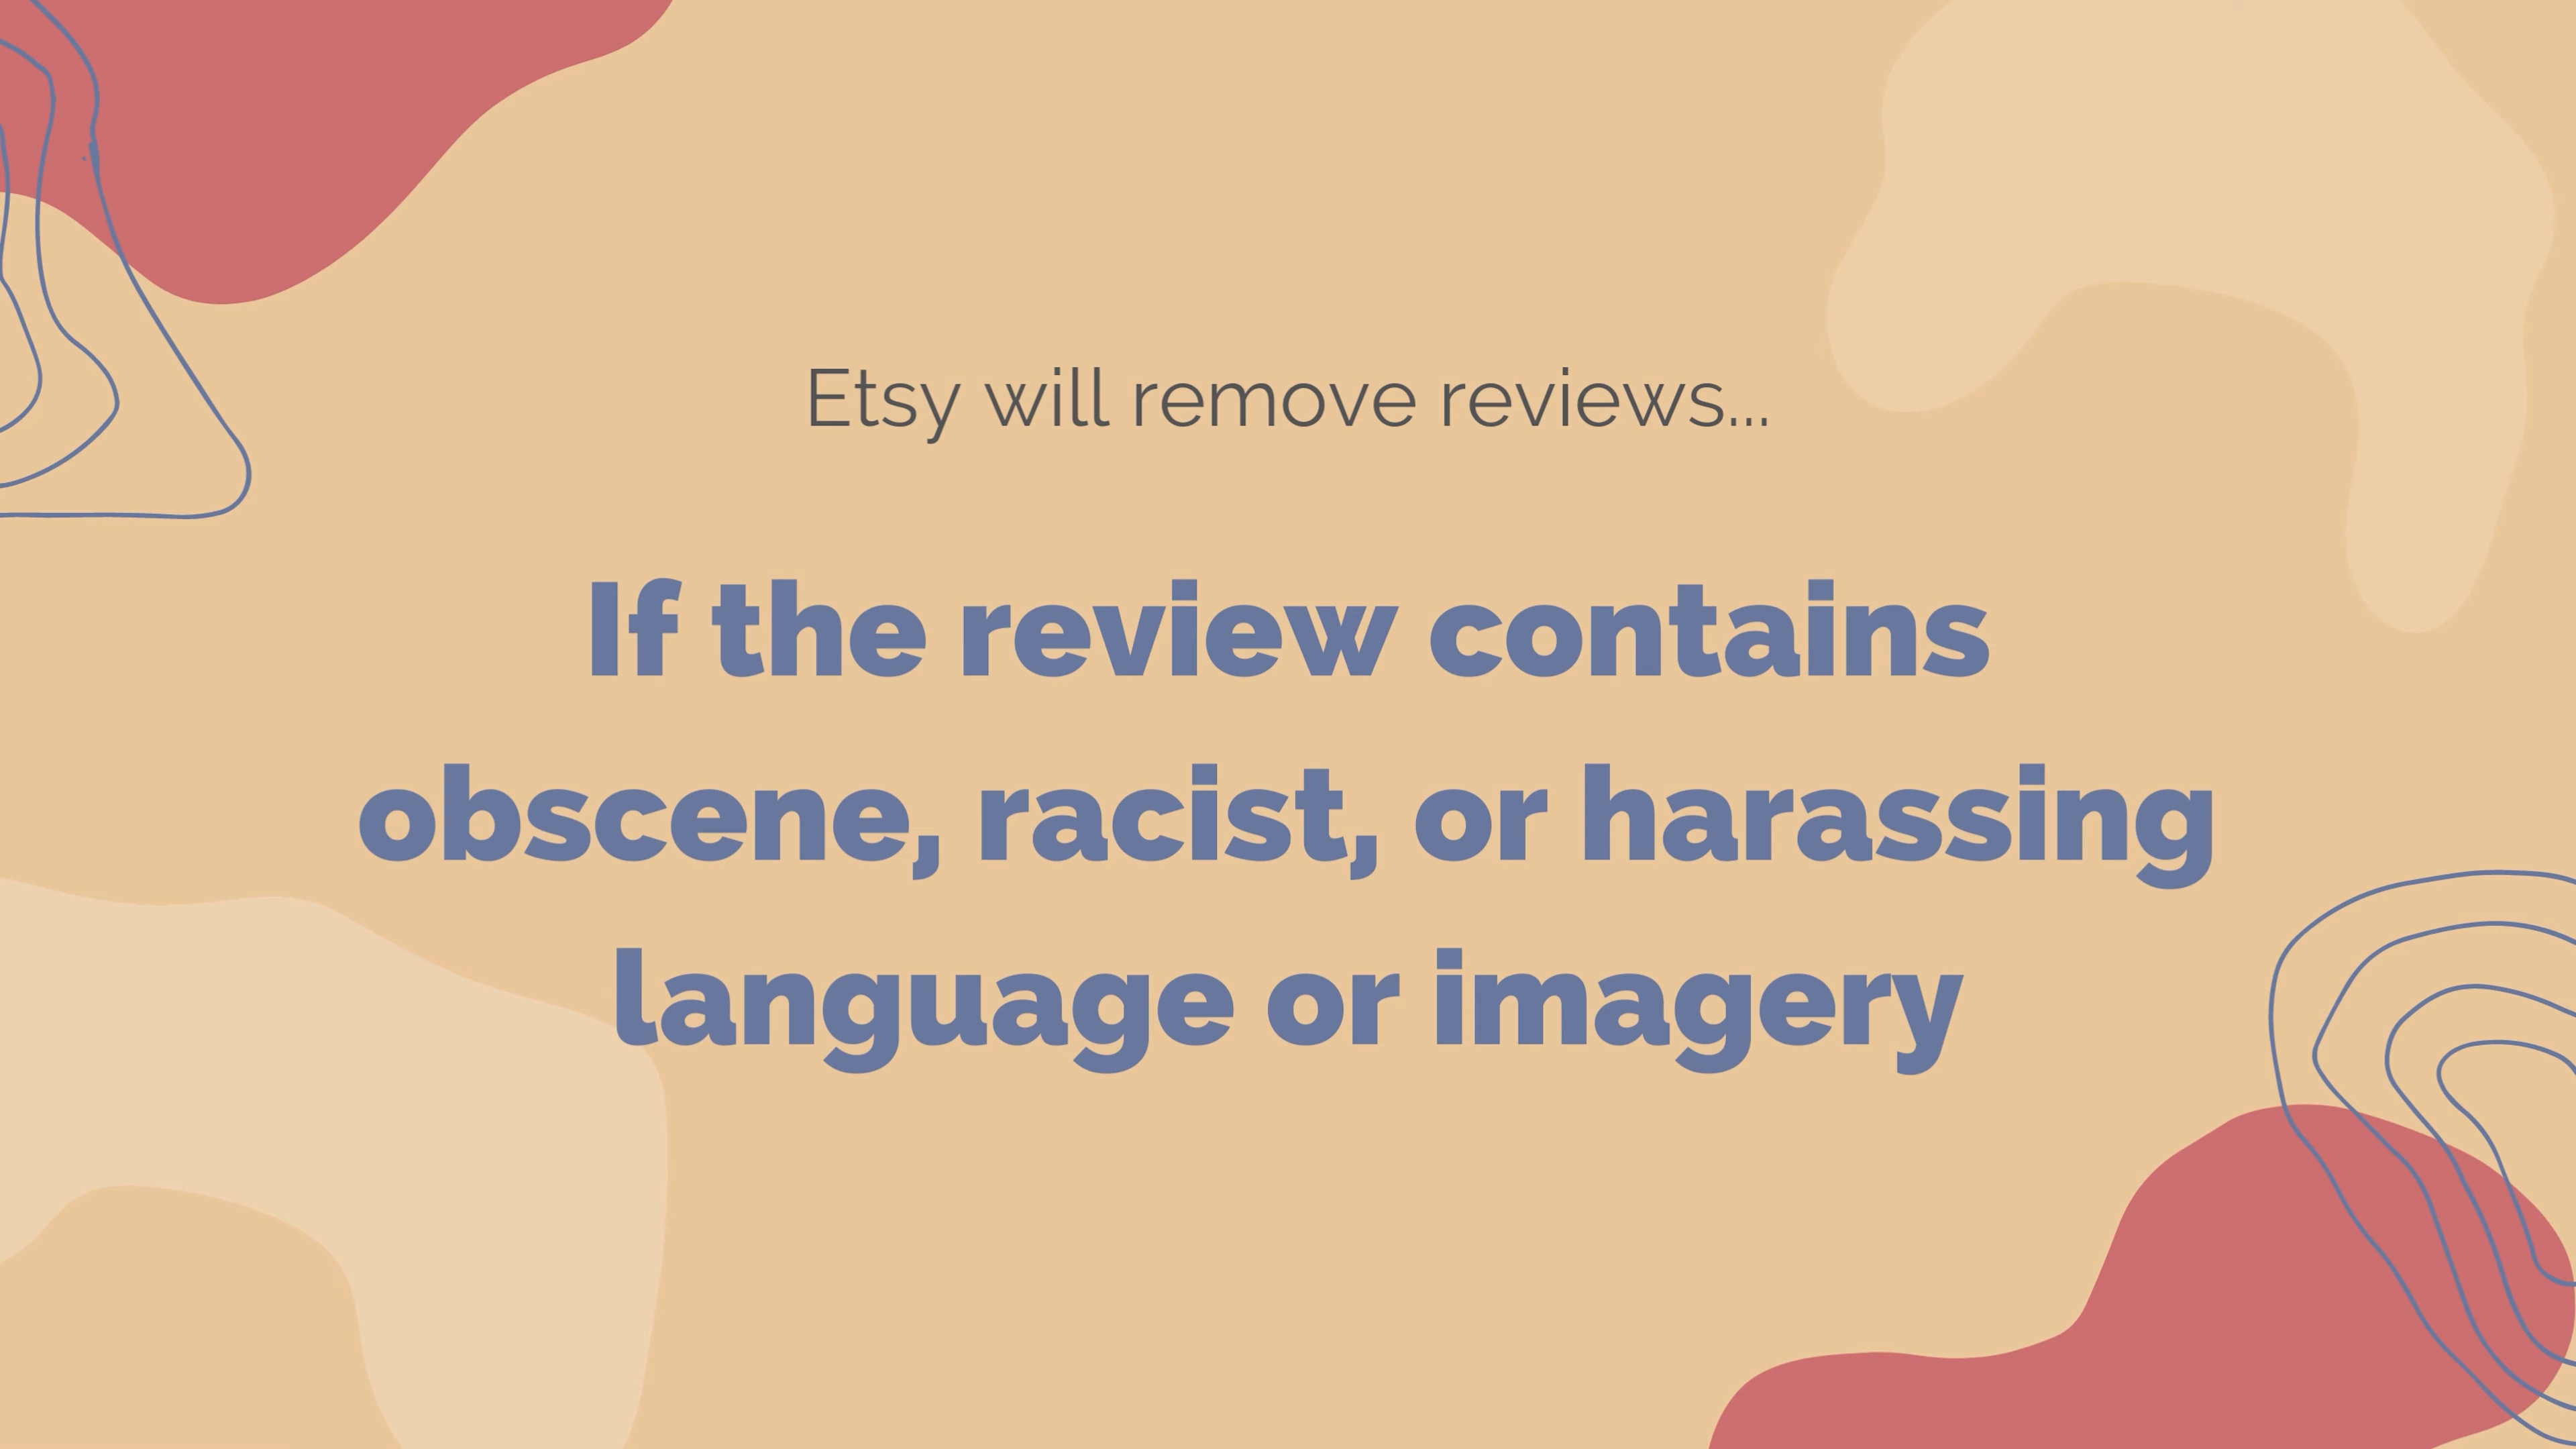 Etsy will remove reviews...
If the review contains
obscene, racist, or harassing
language or imagery